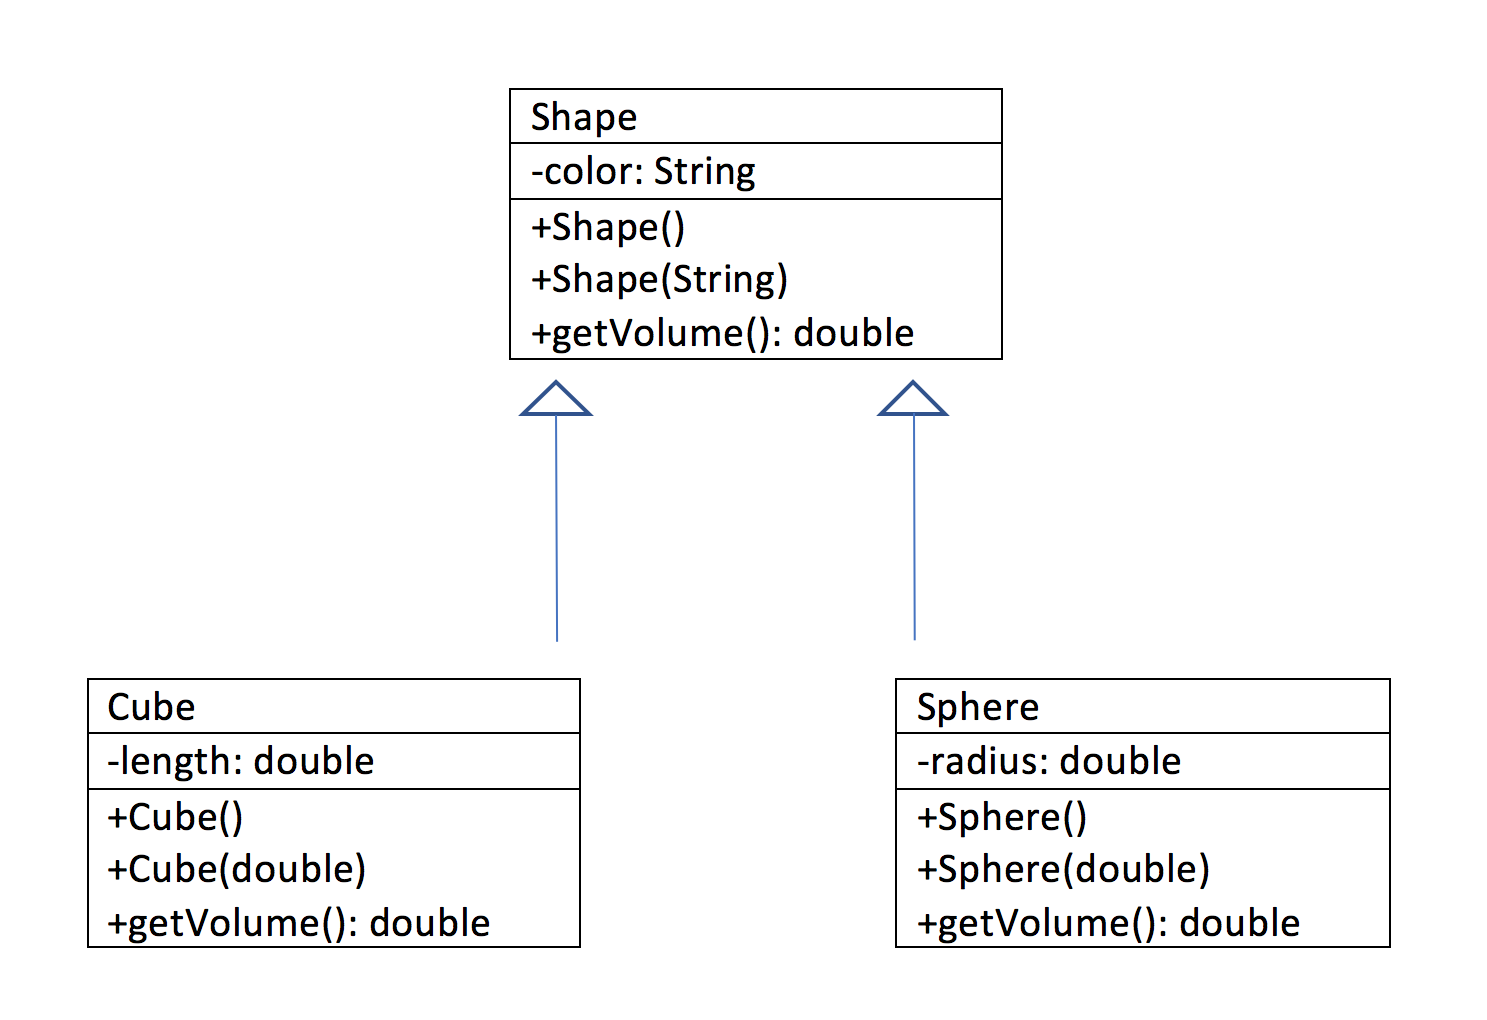 Shape
-color: String
+Shape()
+Shape(String)
+getVolume(): double
Cube
-length: double
+Cube()
+Cube(double)
+getVolume(): double
Sphere
-radius: double
+Sphere()
+Sphere(double)
+getVolume(): double